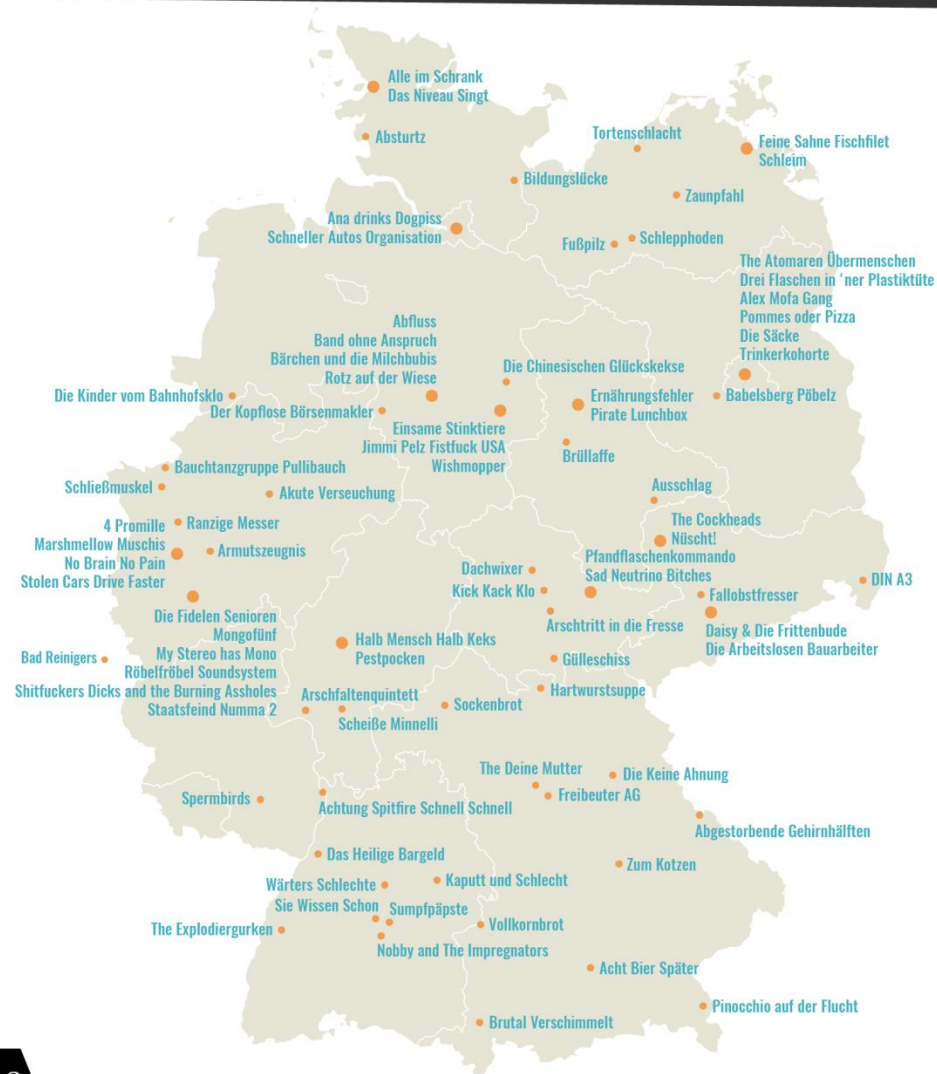 Alle im Schrank
Das Niveau Singt
Absturtz
Tortenschlacht
Feine Sahne Fischfilet
Schleim
Bildungslücke
Zaunpfahl
Ana drinks Dogpiss
Schneller Autos Organisation
Fußpilz
Schlepphoden
The Atomaren Übermenschen
Drei Flaschen in 'ner Plastiktüte
Alex Mofa Gang
Pommes oder Pizza
Die Säcke
Trinkerkohorte
Abfluss
Band ohne Anspruch
Bärchen und die Milchbubis
Rotz auf der Wiese
Die Chinesischen Glückskekse
Die Kinder vom Bahnhofsklo
Der Kopflose Börsenmakler
Ernährungsfehler
Pirate Lunchbox
Babelsberg Pöbelz
Einsame Stinktiere
Jimmi Pelz Fistfuck USA
Wishmopper
Brüllaffe
Bauchtanzgruppe Pullibauch
Schließmuskel
Akute Verseuchung
Ausschlag
4 Promille
Marshmellow Muschis
No Brain No Pain
Stolen Cars Drive Faster
Ranzige Messer
Armutszeugnis
The Cockheads
Nüscht!
Pfandflaschenkommando
Sad Neutrino Bitches
Dachwixer
Kick Kack Klo
DIN A3
Fallobstfresser
Arschtritt in die Fresse
Die Fidelen Senioren
Mongofünf
My Stereo has Mono
Röbelfröbel Soundsystem
Shitfuckers Dicks and the Burning Assholes
Staatsfeind Numma 2
Daisy & Die Frittenbude
Die Arbeitslosen Bauarbeiter
Halb Mensch Halb Keks
Pestpocken
Bad Reinigers
Gülleschiss
Hartwurstsuppe
Arschfaltenquintett
Scheiße Minnelli
Sockenbrot
The Deine Mutter
Die Keine Ahnung
Freibeuter AG
Spermbirds
Achtung Spitfire Schnell Schnell
Abgestorbende Gehirnhälften
Das Heilige Bargeld
Zum Kotzen
Wärters Schlechte
Kaputt und Schlecht
Sie Wissen Schon
Sumpfpäpste
The Explodiergurken
Vollkornbrot
Nobby and The Impregnators
Acht Bier Später
Pinocchio auf der Flucht
Brutal Verschimmelt